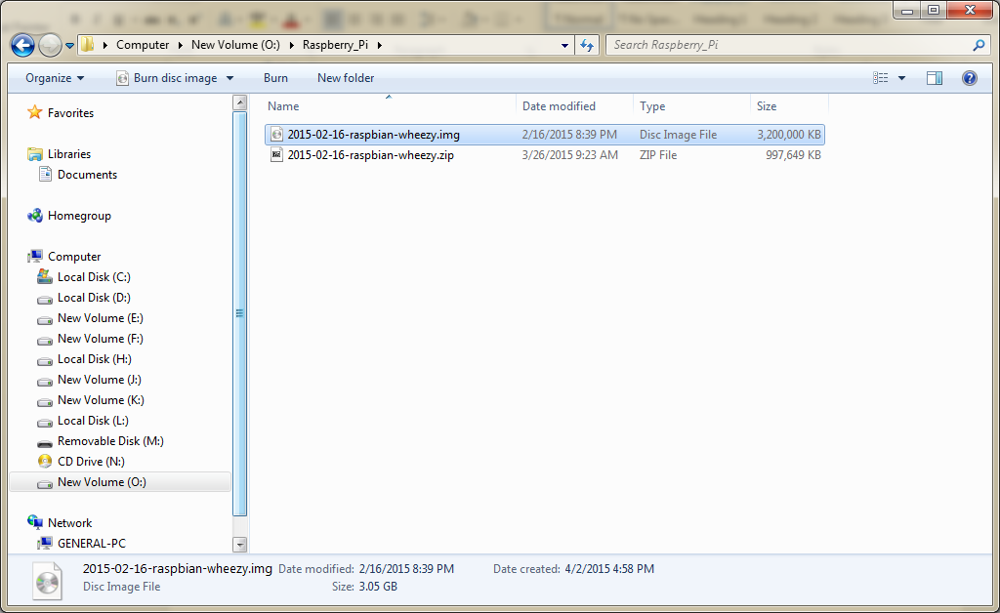 Computer New Volume (O:) Raspberry_Pi Search Raspberry_Pi
Organize Burn disc image Burn New folder
Name Date modified Type Size
2015-02-16-raspbian-wheezy.img 2/16/2015 8:39 PM Disc Image File 3,200,000 KB
2015-02-16-raspbian-wheezy.zip 3/26/2015 9:23 AM ZIP File 997,649 KB
Favorites
Libraries
Documents
Homegroup
Computer
Local Disk (C:)
Local Disk (D:)
New Volume (E:)
New Volume (F:)
Local Disk (H:)
New Volume (J:)
New Volume (K:)
Local Disk (L:)
Removable Disk (M:)
CD Drive (N:)
New Volume (O:)
Network
GENERAL-PC
2015-02-16-raspbian-wheezy.img Date modified: 2/16/2015 8:39 PM Date created: 4/2/2015 4:58 PM
Disc Image File Size: 3.05 GB